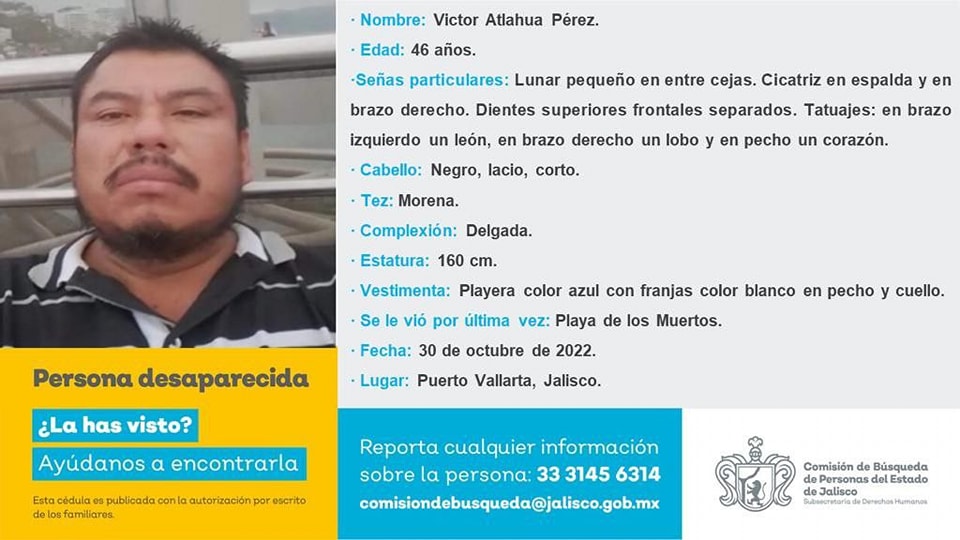 · Nombre: Victor Atlahua Pérez.
· Edad: 46 años.
·Señas particulares: Lunar pequeño en entre cejas. Cicatriz en espalda y en
brazo derecho. Dientes superiores frontales separados. Tatuajes: en brazo
izquierdo un león, en brazo derecho un lobo y en pecho un corazón.
· Cabello: Negro, lacio, corto.
· Tez: Morena.
· Complexión: Delgada.
· Estatura: 160 cm.
· Vestimenta: Playera color azul con franjas color blanco en pecho y cuello.
· Se le vió por última vez: Playa de los Muertos.
· Fecha: 30 de octubre de 2022.
· Lugar: Puerto Vallarta, Jalisco.
Persona desaparecida
¿La has visto?
Ayúdanos a encontrarla
Esta cédula es publicada con la autorización por escrito
de los familiares.
Reporta cualquier información
sobre la persona: 33 3145 6314
comisiondebusqueda@jalisco.gob.mx
Comisión de Búsqueda
de Personas del Estado
de Jalisco
Subsecretaría de Derechos Humanos